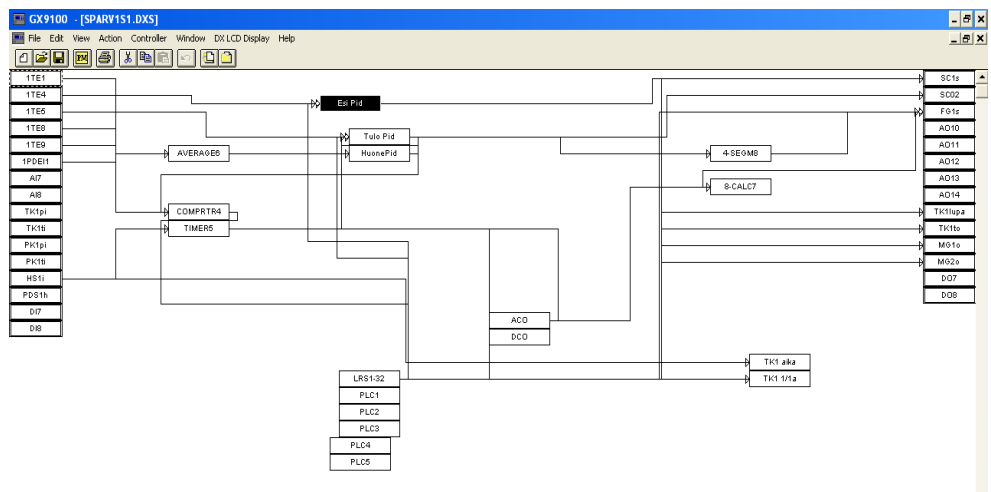 GX9100 - [SPARV1S1.DXS]
File Edit View Action Controller Window DX LCD Display Help
FM
1TE1
1TE4
1TE5
1TE8
1TE9
1PDEI1
AI7
AI8
TK1pi
TK1ti
PK1pi
PK1ti
HS1i
PDS1h
DI7
DI8
Esi Pid
Tulo Pid
HuonePid
AVERAGE6
COMPRTR4
TIMER5
4-SEGM8
8-CALC7
ACO
DCO
LRS1-32
PLC1
PLC2
PLC3
PLC4
PLC5
TK1 aika
TK1 1/1a
SC1s
SC02
FG1s
AO10
AO11
AO12
AO13
AO14
TK1lupa
TK1to
MG1o
MG2o
DO7
DO8